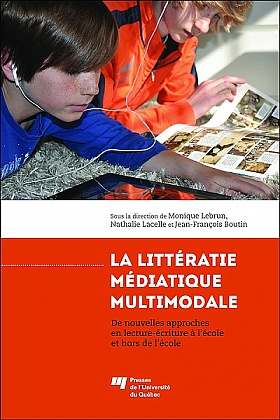 Sous la direction de Monique Lebrun,
Nathalie Lacelle et Jean-François Boutin
LA LITTÉRATIE
MÉDIATIQUE
MULTIMODALE
De nouvelles approches
en lecture-écriture à l'école
et hors de l'école
Presses
de l'Université
du Québec